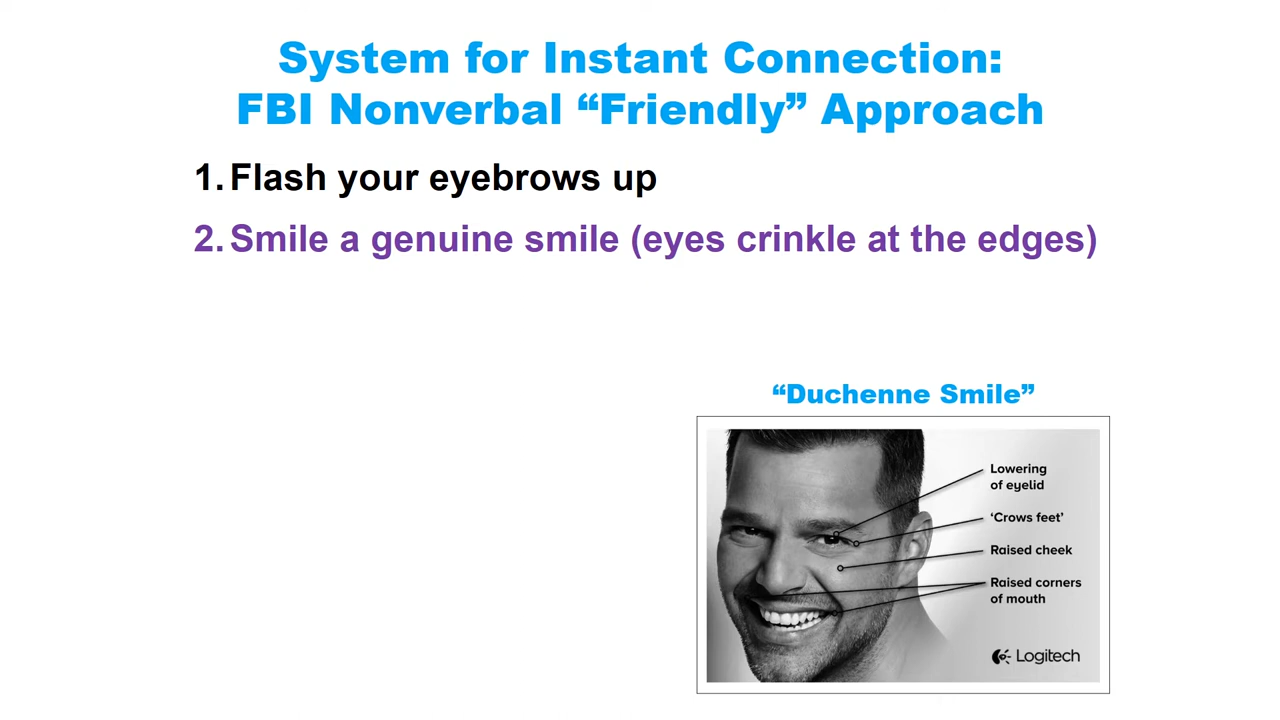 System for Instant Connection:
FBI Nonverbal “Friendly” Approach
1. Flash your eyebrows up
2. Smile a genuine smile (eyes crinkle at the edges)
“Duchenne Smile”
Lowering
of eyelid
‘Crows feet’
Raised cheek
Raised corners
of mouth
Logitech